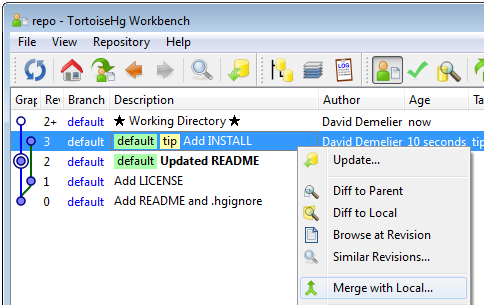 repo - TortoiseHg Workbench
File View Repository Help
LOG
Grap Rev Branch Description Author Age Ta
2+ default ★ Working Directory ★ David Demelier now
3 default default tip Add INSTALL David Demelier 10 seconds tip
2 default default Updated README
1 default Add LICENSE
0 default Add README and .hgignore
Update...
Diff to Parent
Diff to Local
Browse at Revision
Similar Revisions...
Merge with Local...